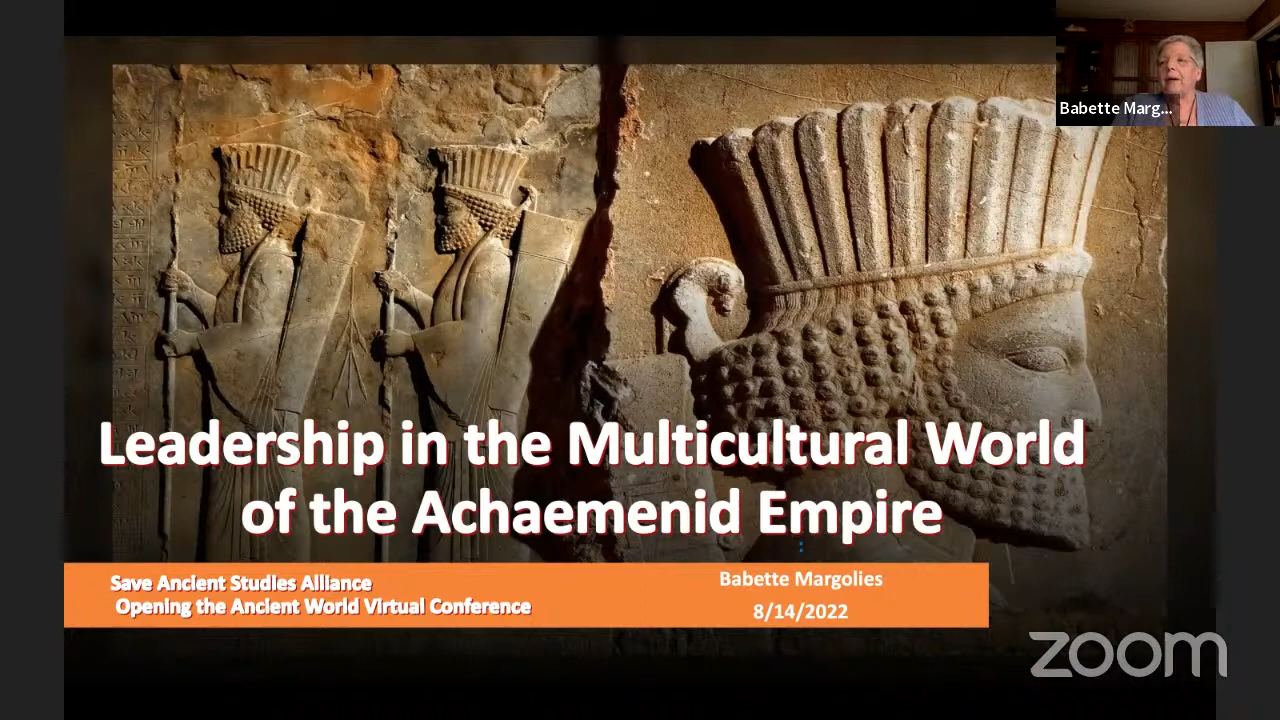 Babette Marg...
Leadership in the Multicultural World
of the Achaemenid Empire
Save Ancient Studies Alliance
Opening the Ancient World Virtual Conference
Babette Margolies
8/14/2022
zoom